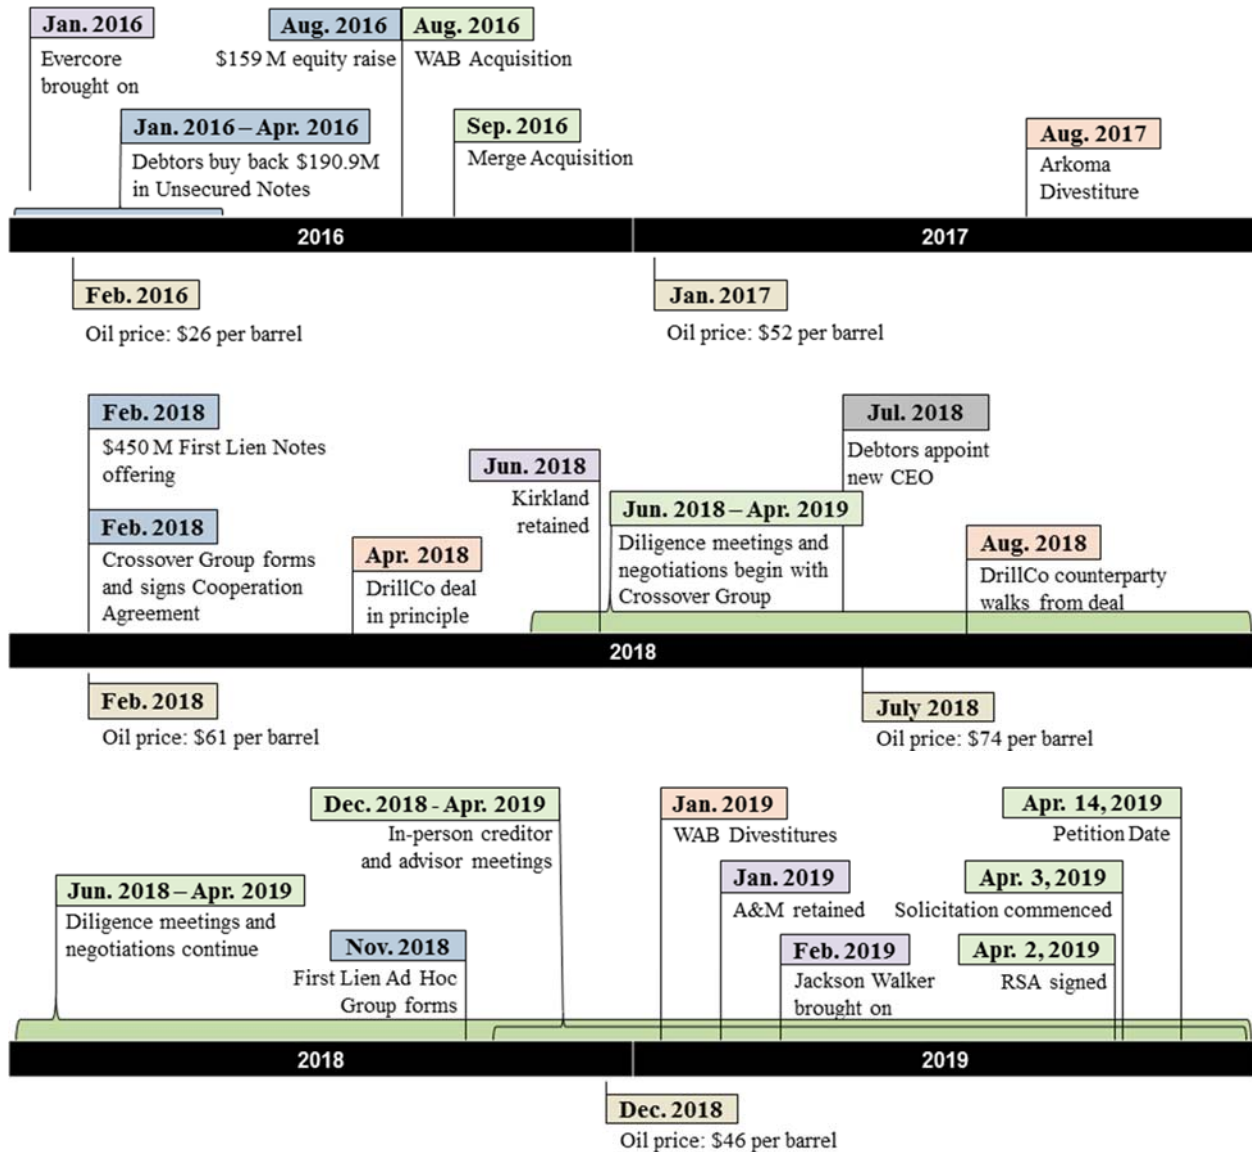 Jan. 2016
Evercore
brought on
Aug. 2016
$159 M equity raise
Aug. 2016
WAB Acquisition
Jan. 2016 – Apr. 2016
Debtors buy back $190.9M
in Unsecured Notes
Sep. 2016
Merge Acquisition
Aug. 2017
Arkoma
Divestiture
2016
2017
Feb. 2016
Oil price: $26 per barrel
Jan. 2017
Oil price: $52 per barrel
Feb. 2018
$450 M First Lien Notes
offering
Feb. 2018
Crossover Group forms
and signs Cooperation
Agreement
Apr. 2018
DrillCo deal
in principle
Jun. 2018
Kirkland
retained
Jun. 2018 – Apr. 2019
Diligence meetings and
negotiations begin with
Crossover Group
Jul. 2018
Debtors appoint
new CEO
Aug. 2018
DrillCo counterparty
walks from deal
2018
Feb. 2018
Oil price: $61 per barrel
July 2018
Oil price: $74 per barrel
Jun. 2018 – Apr. 2019
Diligence meetings and
negotiations continue
Dec. 2018 - Apr. 2019
In-person creditor
and advisor meetings
Nov. 2018
First Lien Ad Hoc
Group forms
Jan. 2019
WAB Divestitures
Jan. 2019
A&M retained
Feb. 2019
Jackson Walker
brought on
Apr. 14, 2019
Petition Date
Apr. 3, 2019
Solicitation commenced
Apr. 2, 2019
RSA signed
2018
2019
Dec. 2018
Oil price: $46 per barrel